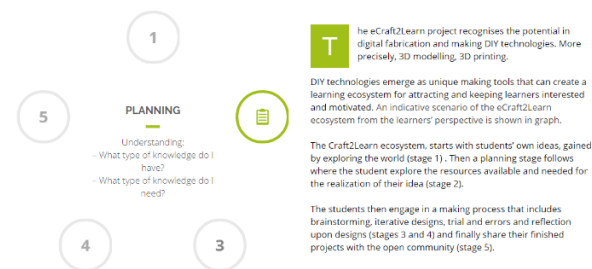 1
5
PLANNING
Understanding:
– What type of knowledge do I
have?
– What type of knowledge do I
need?
4
3
The eCraft2Learn project recognises the potential in
digital fabrication and making DIY technologies. More
precisely, 3D modelling, 3D printing.
DIY technologies emerge as unique making tools that can create a
learning ecosystem for attracting and keeping learners interested
and motivated. An indicative scenario of the eCraft2Learn
ecosystem from the learners' perspective is shown in graph.
The Craft2Learn ecosystem, starts with students' own ideas, gained
by exploring the world (stage 1) . Then a planning stage follows
where the student explore the resources available and needed for
the realization of their idea (stage 2).
The students then engage in a making process that includes
brainstorming, iterative designs, trial and errors and reflection
upon designs (stages 3 and 4) and finally share their finished
projects with the open community (stage 5).